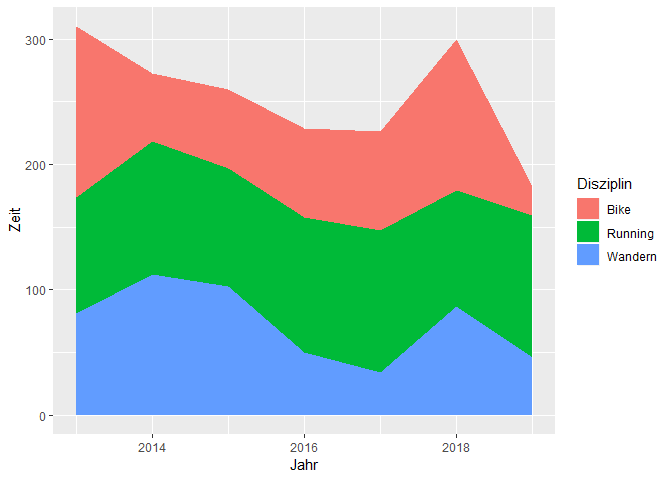 Zeit
300
200
100
0
2014
2016
2018
Jahr
Disziplin
Bike
Running
Wandern